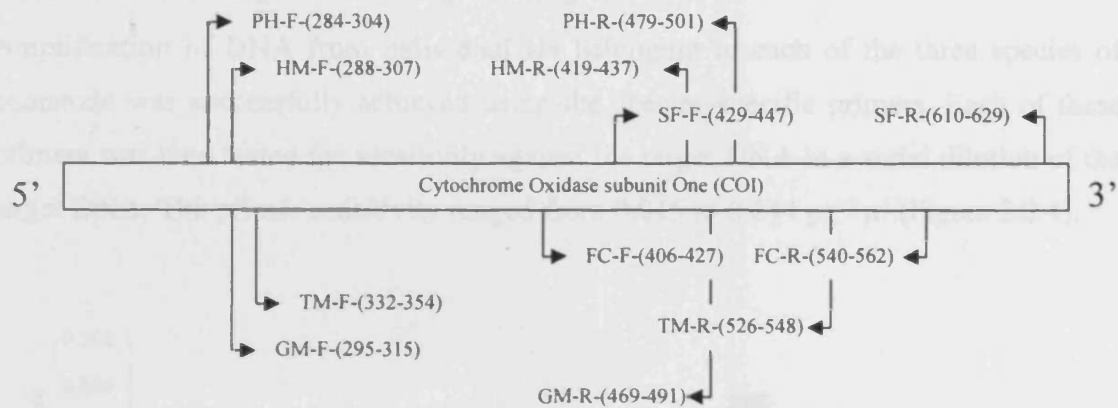 PH-F-(284-304) PH-R-(479-501)
HM-F-(288-307) HM-R-(419-437)
SF-F-(429-447) SF-R-(610-629)
5’ Cytochrome Oxidase subunit One (COI) 3’
FC-F-(406-427) FC-R-(540-562)
TM-F-(332-354)
TM-R-(526-548)
GM-F-(295-315)
GM-R-(469-491)